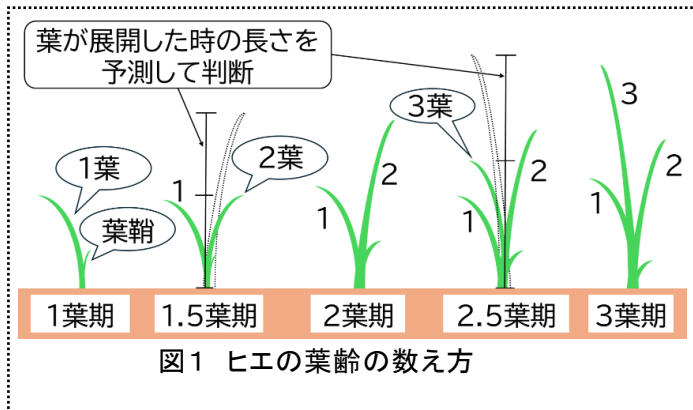 葉が展開した時の長さを
予測して判断
1葉
葉鞘
1
2葉
1
2
3葉
1
2
3
1
2
1葉期
1.5葉期
2葉期
2.5葉期
3葉期
図1 ヒエの葉齢の数え方